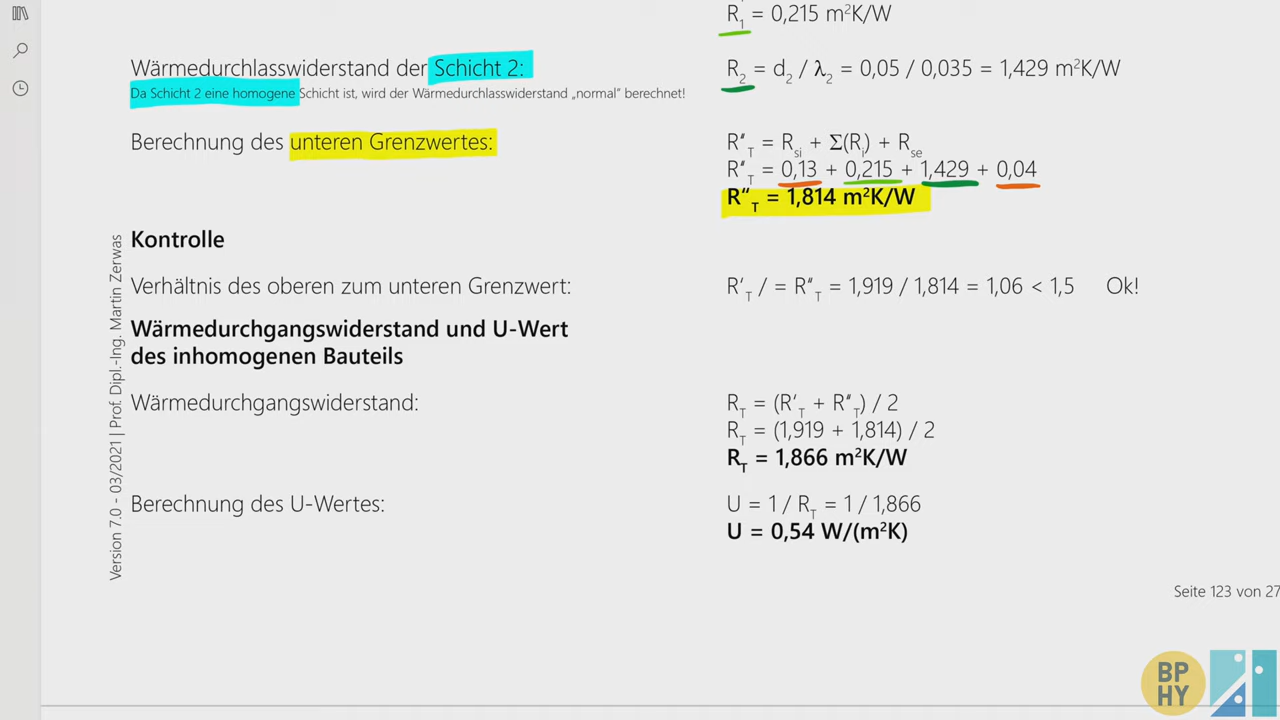 R1 = 0,215 m²K/W
Wärmedurchlasswiderstand der Schicht 2:
R2 = d2 / λ2 = 0,05 / 0,035 = 1,429 m²K/W
Da Schicht 2 eine homogene Schicht ist, wird der Wärmedurchlasswiderstand „normal“ berechnet!
Berechnung des unteren Grenzwertes:
R″T = Rsi + Σ(Ri) + Rse
R″T = 0,13 + 0,215 + 1,429 + 0,04
R“T = 1,814 m²K/W
Kontrolle
Verhältnis des oberen zum unteren Grenzwert:
R′T / = R″T = 1,919 / 1,814 = 1,06 < 1,5 Ok!
Wärmedurchgangswiderstand und U-Wert
des inhomogenen Bauteils
Wärmedurchgangswiderstand:
RT = (R′T + R″T) / 2
RT = (1,919 + 1,814) / 2
RT = 1,866 m²K/W
Berechnung des U-Wertes:
U = 1 / RT = 1 / 1,866
U = 0,54 W/(m²K)
Version 7.0 - 03/2021 | Prof. Dipl.-Ing. Martin Zerwas
Seite 123 von 27
BP
HY